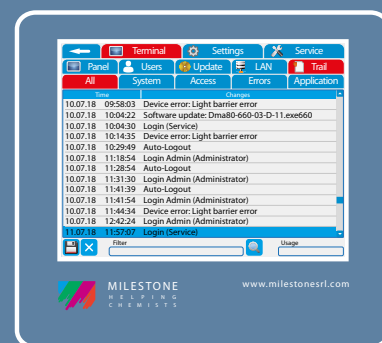 Terminal Settings Service
Panel Users Update LAN Trail
All System Access Errors Application
Time Changes
10.07.18 09:58:03 Device error: Light barrier error
10.07.18 10:04:22 Software update: Dma80-660-03-D-11.exe660
10.07.18 10:04:30 Login (Service)
10.07.18 10:14:35 Device error: Light barrier error
10.07.18 10:29:49 Auto-Logout
10.07.18 11:18:54 Login Admin (Administrator)
10.07.18 11:28:54 Auto-Logout
10.07.18 11:31:30 Login Admin (Administrator)
10.07.18 11:41:39 Auto-Logout
10.07.18 11:41:54 Login Admin (Administrator)
10.07.18 11:44:34 Device error: Light barrier error
10.07.18 12:42:24 Login Admin (Administrator)
11.07.18 11:57:07 Login (Service)
Filter Usage
MILESTONE www.milestonesrl.com
HELPING
CHEMISTS